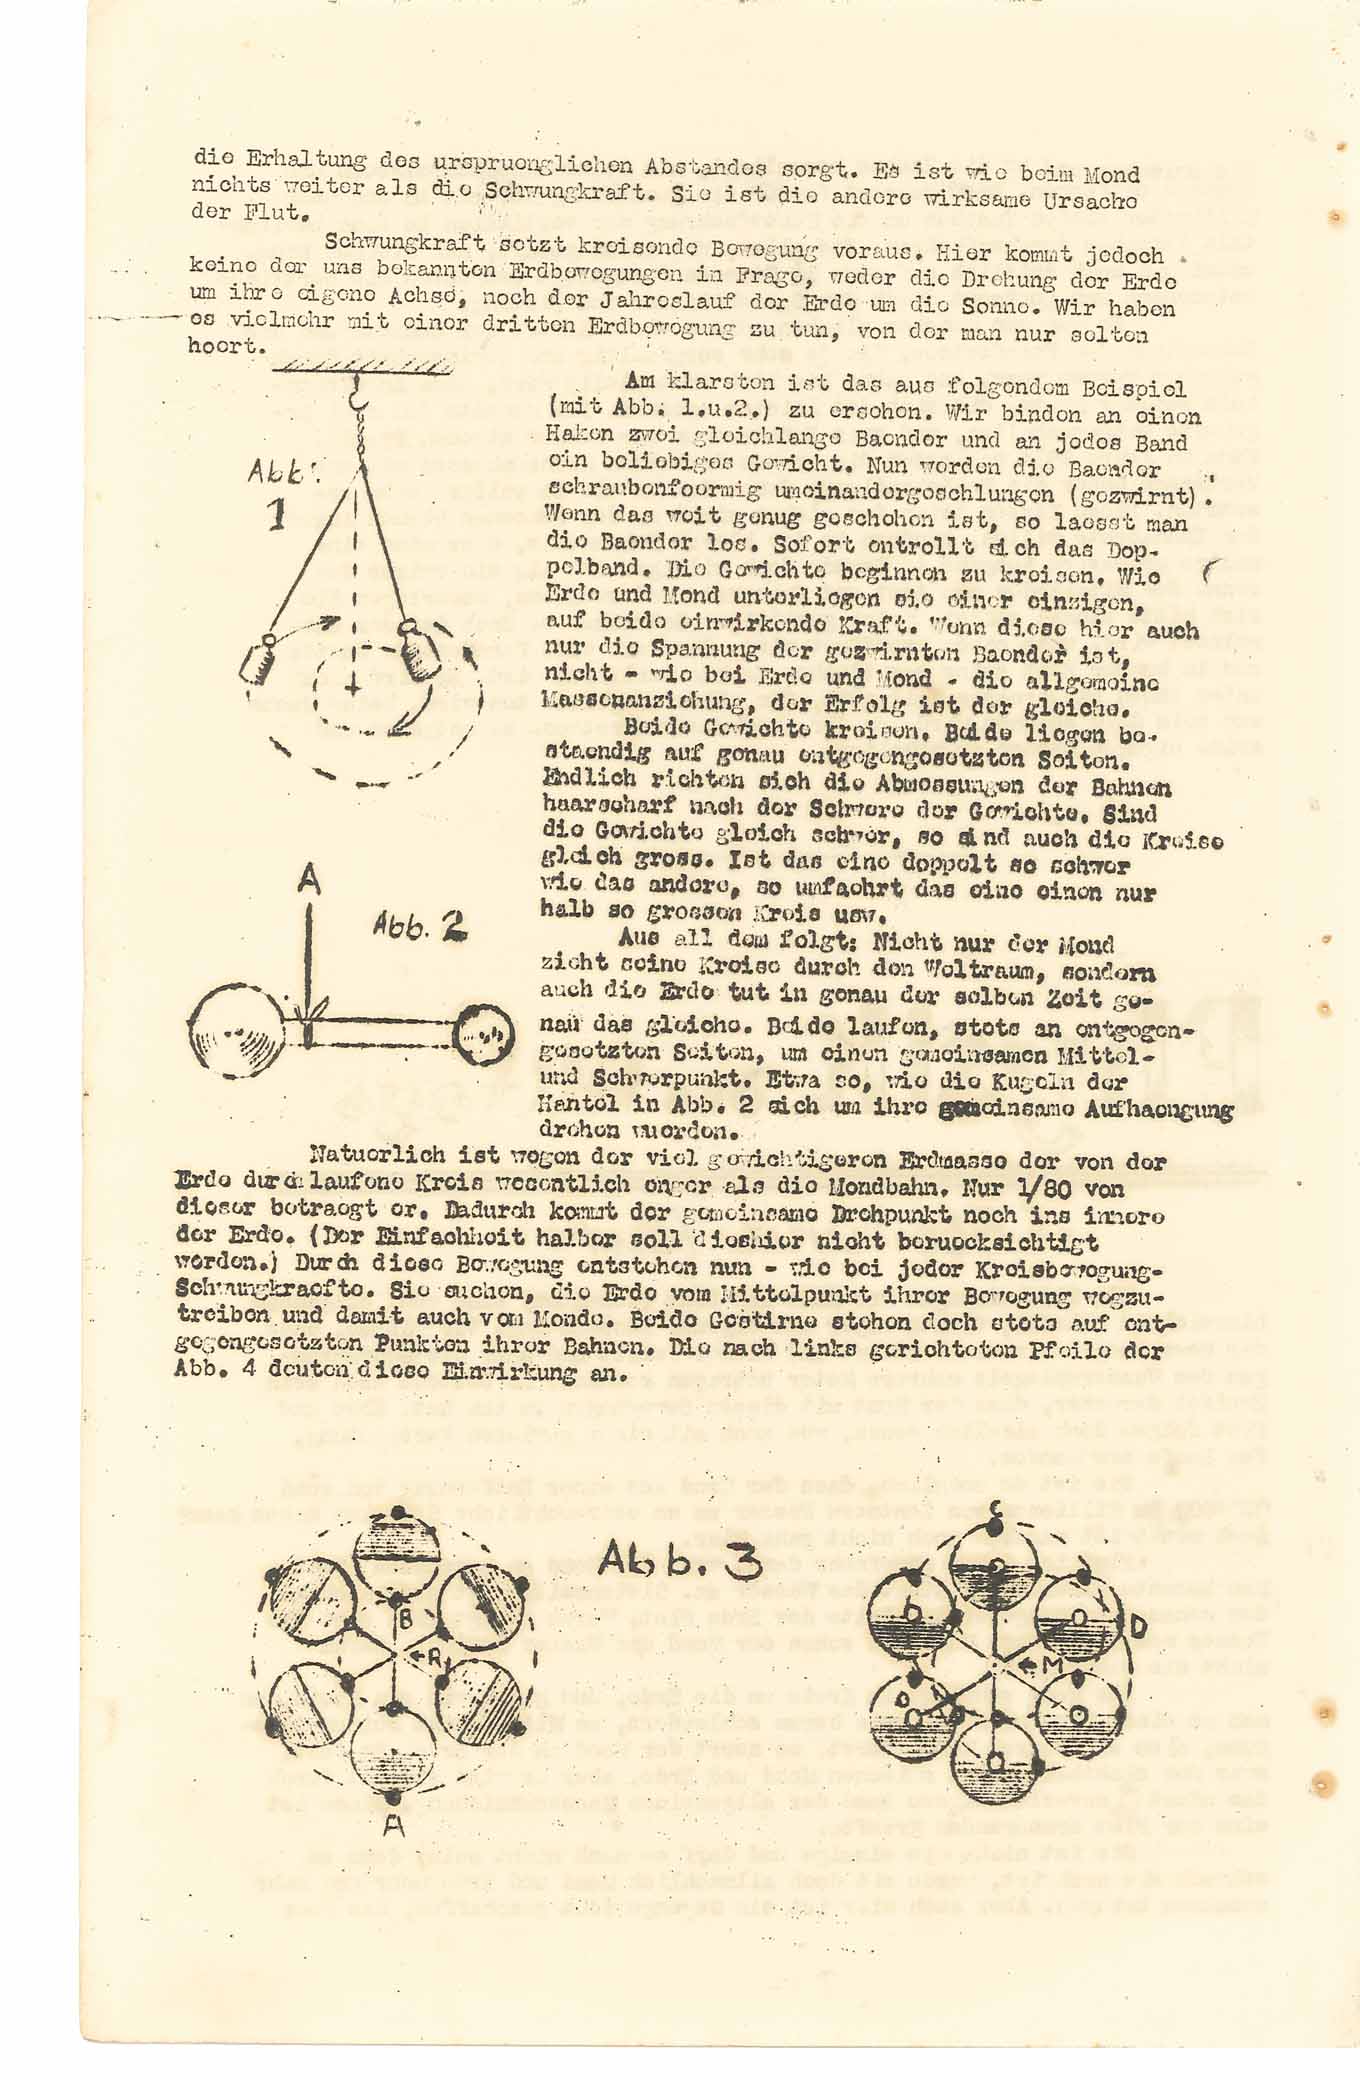 die Erhaltung des urspruenglichen Abstandes sorgt. Es ist wie beim Mond
nichts weiter als die Schwungkraft. Sie ist die andere wirksame Ursache
der Flut.
Schwungkraft setzt kreisende Bewegung voraus. Hier kommt jedoch
keine der uns bekannten Erdbewegungen in Frage, weder die Drehung der Erde
um ihre eigene Achse, noch der Jahreslauf der Erde um die Sonne. Wir haben
es vielmehr mit einer dritten Erdbewegung zu tun, von der man nur selten
hoert.
Am klarsten ist das aus folgendem Beispiel
(mit Abb. 1.u.2.) zu ersehen. Wir binden an einen
Haken zwei gleichlange Baender und an jedes Band
ein beliebiges Gewicht. Nun werden die Baender
schraubenfoermig umeinandergeschlungen (gezwirnt).
Wenn das weit genug geschehen ist, so laesst man
die Baender los. Sofort entrollt sich das Dop-
pelband. Die Gewichte beginnen zu kreisen. Wie
Erde und Mond unterliegen sie einer einzigen,
auf beide einwirkende Kraft. Wenn diese hier auch
nur die Spannung der gezwirnten Baender ist,
nicht - wie bei Erde und Mond - die allgemeine
Massenanziehung, der Erfolg ist der gleiche.
Beide Gewichte kreisen. Beide liegen be-
staendig auf genau entgegengesetzten Seiten.
Endlich richten sich die Abmessungen der Bahnen
haarscharf nach der Schwere der Gewichte. Sind
die Gewichte gleich schwer, so sind auch die Kreise
gleich gross. Ist das eine doppelt so schwer
wie das andere, so umfaehrt das eine einen nur
halb so grossen Kreis usw.
Aus all dem folgt: Nicht nur der Mond
zieht seine Kreise durch den Weltraum, sondern
auch die Erde tut in genau der selben Zeit ge-
nau das gleiche. Beide laufen, stets an entgegen-
gesetzten Seiten, um einen gemeinsamen Mittel-
und Schwerpunkt. Etwa so, wie die Kugeln der
Hantel in Abb. 2 sich um ihre gemeinsame Aufhaengung
drehen wuerden.
Natuerlich ist wegen der viel gewichtigeren Erdmasse der von der
Erde durchlaufene Kreis wesentlich enger als die Mondbahn. Nur 1/80 von
dieser betraegt er. Dadurch kommt der gemeinsame Drehpunkt noch ins innere
der Erde. (Der Einfachheit halber soll dieshier nicht beruecksichtigt
werden.) Durch diese Bewegung entstehen nun - wie bei jeder Kreisbewegung-
Schwungkraefte. Sie suchen, die Erde vom Mittelpunkt ihrer Bewegung wegzu-
treiben und damit auch vom Monde. Beide Gestirne stehen doch stets auf ent-
gegengesetzten Punkten ihrer Bahnen. Die nach links gerichteten Pfeile der
Abb. 4 deuten diese Einwirkung an.
Abb:
1
A
Abb. 2
Abb. 3
B
R
A
C
D
D
M
D